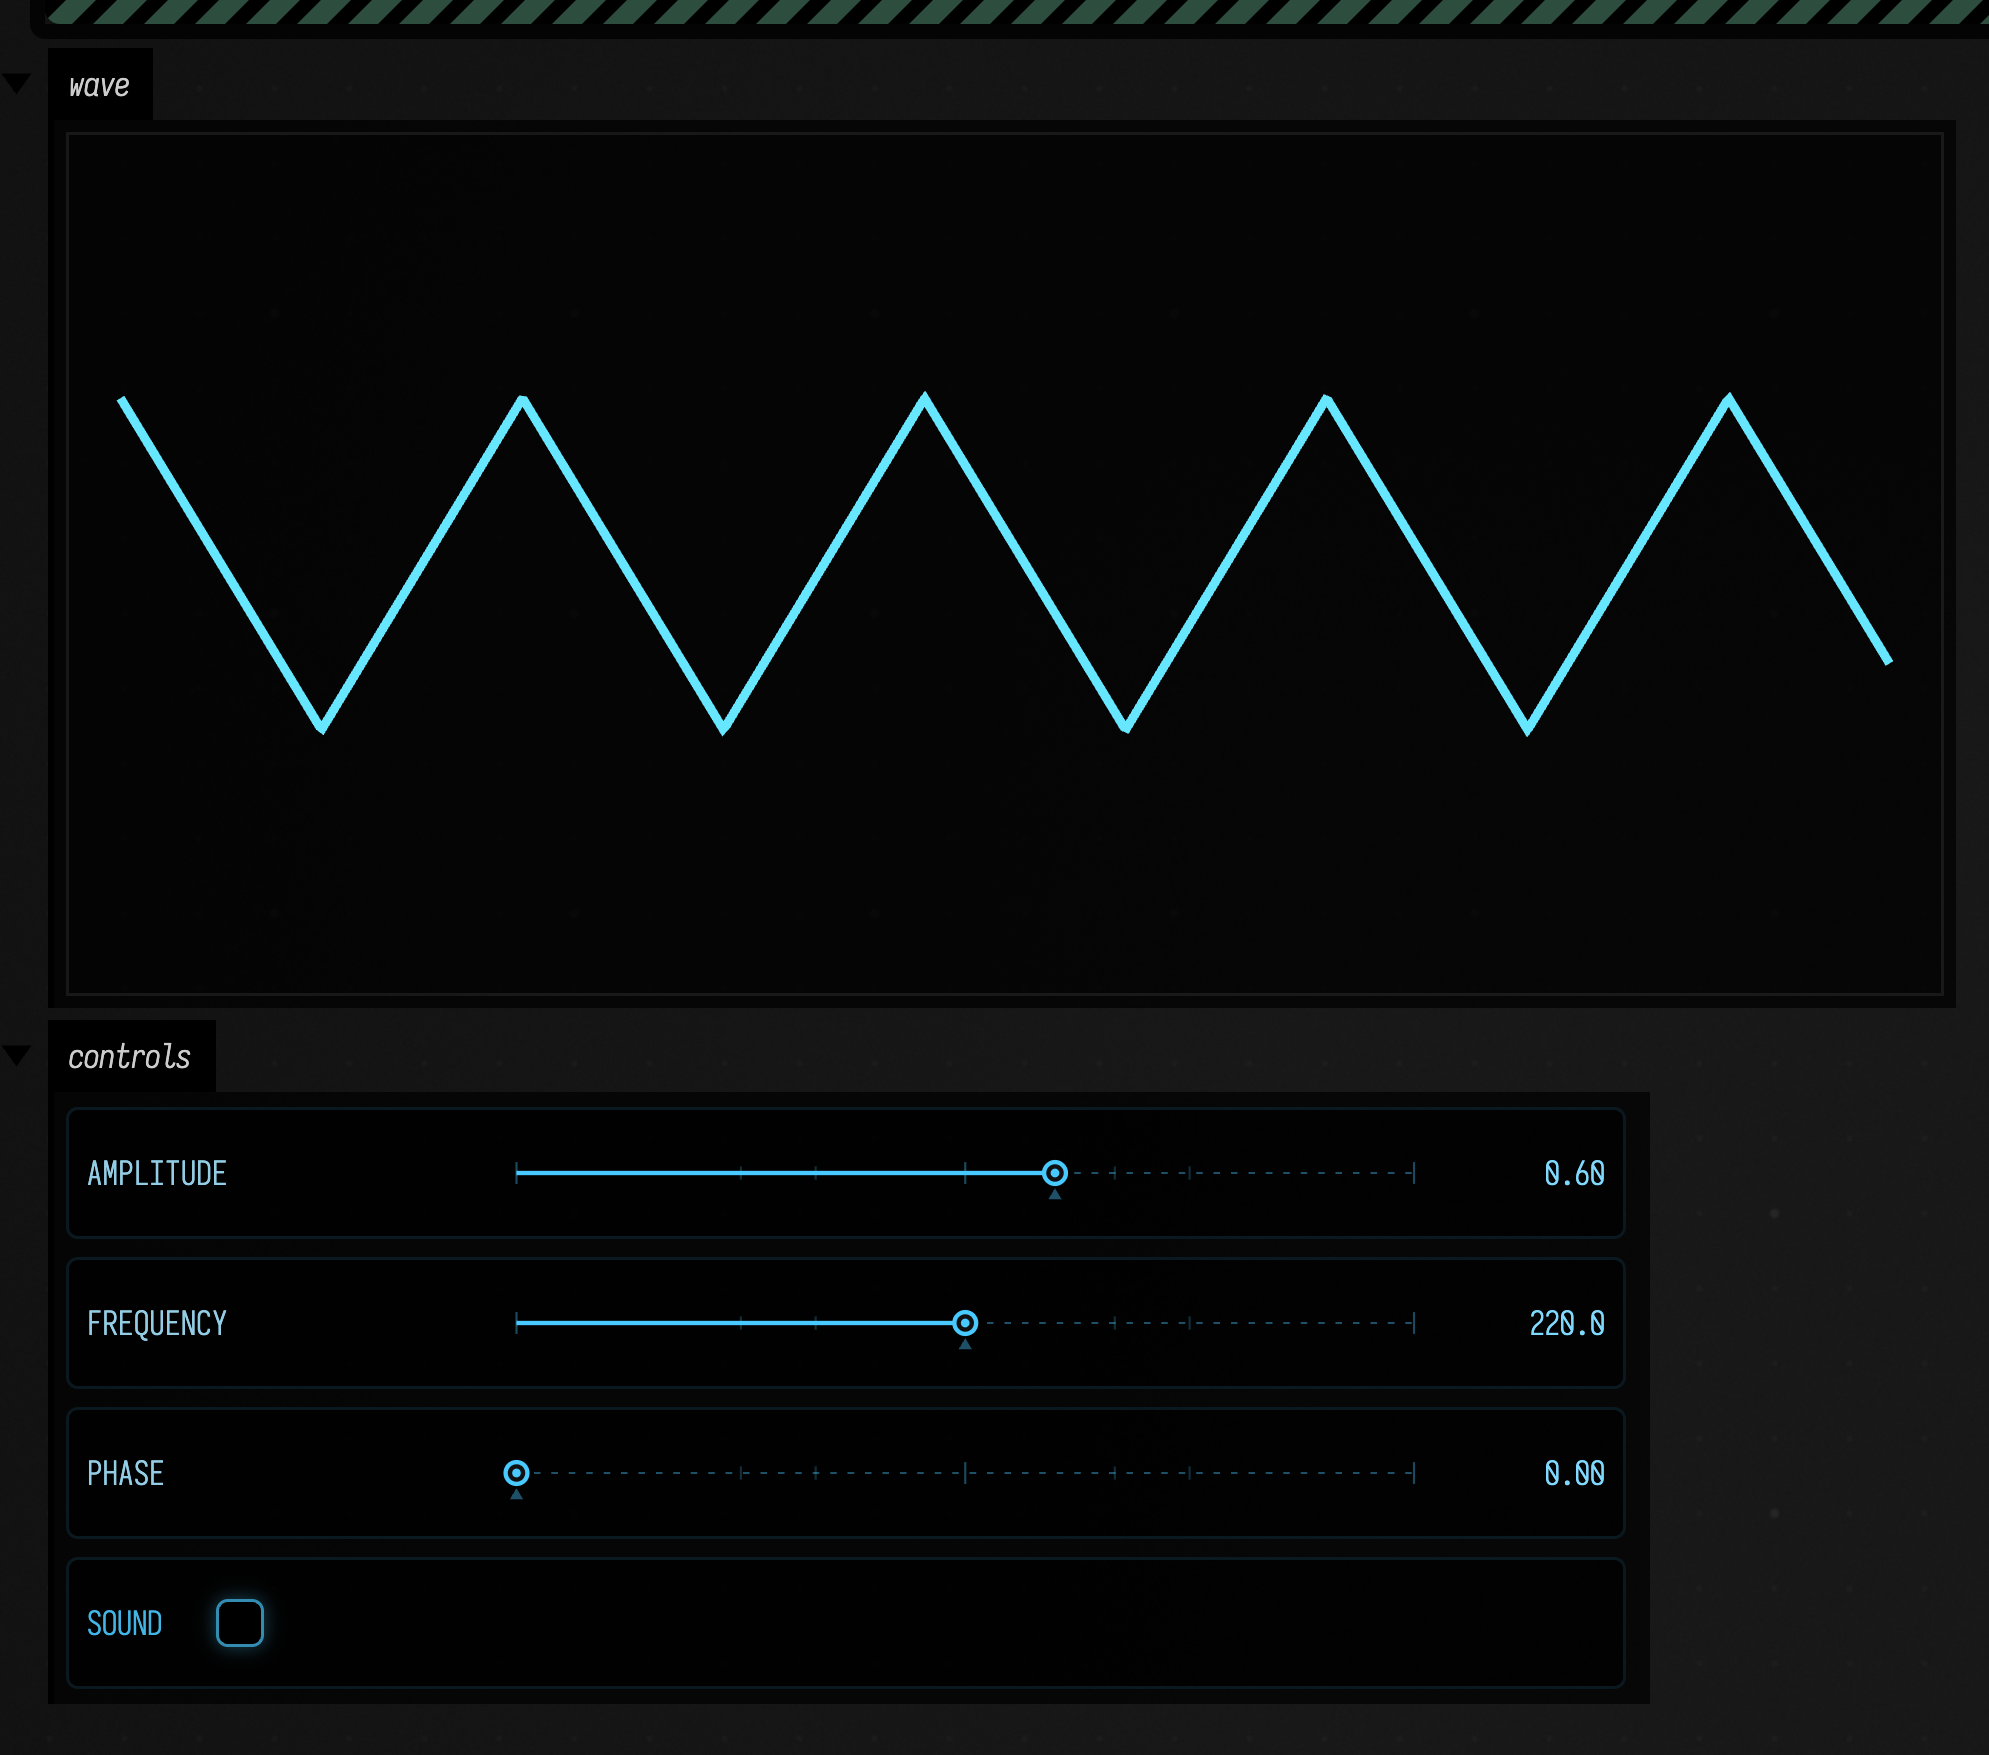 wave
controls
AMPLITUDE 0.60
FREQUENCY 220.0
PHASE 0.00
SOUND